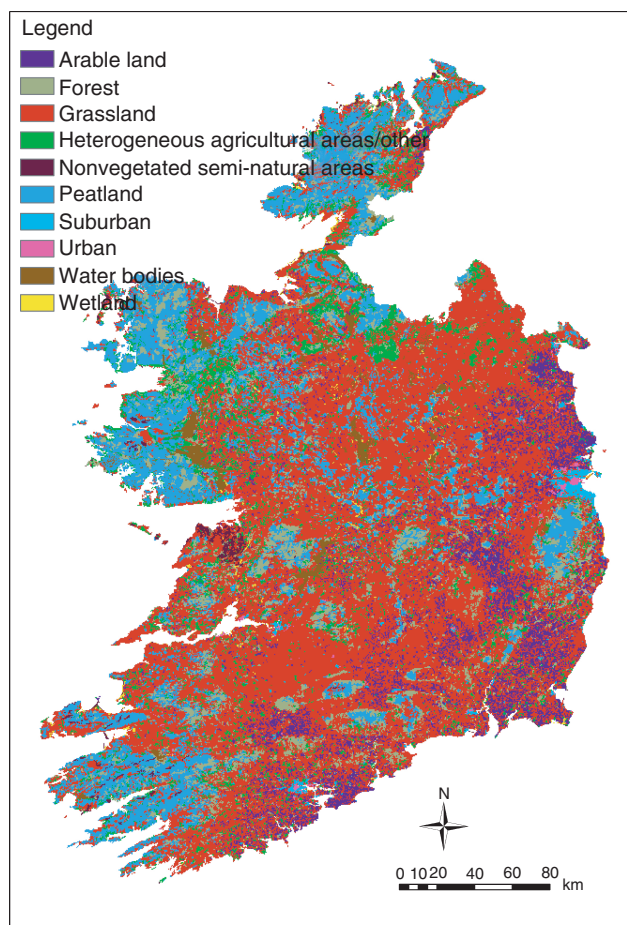 Legend
Arable land
Forest
Grassland
Heterogeneous agricultural areas/other
Nonvegetated semi-natural areas
Peatland
Suburban
Urban
Water bodies
Wetland
N
0 10 20 40 60 80
km